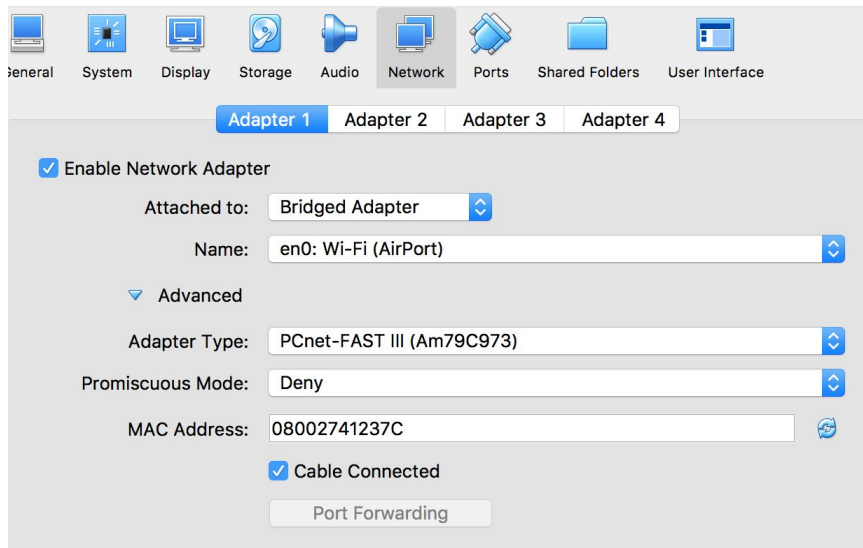 General System Display Storage Audio Network Ports Shared Folders User Interface
Adapter 1 Adapter 2 Adapter 3 Adapter 4
Enable Network Adapter
Attached to: Bridged Adapter
Name: en0: Wi-Fi (AirPort)
Advanced
Adapter Type: PCnet-FAST III (Am79C973)
Promiscuous Mode: Deny
MAC Address: 08002741237C
Cable Connected
Port Forwarding